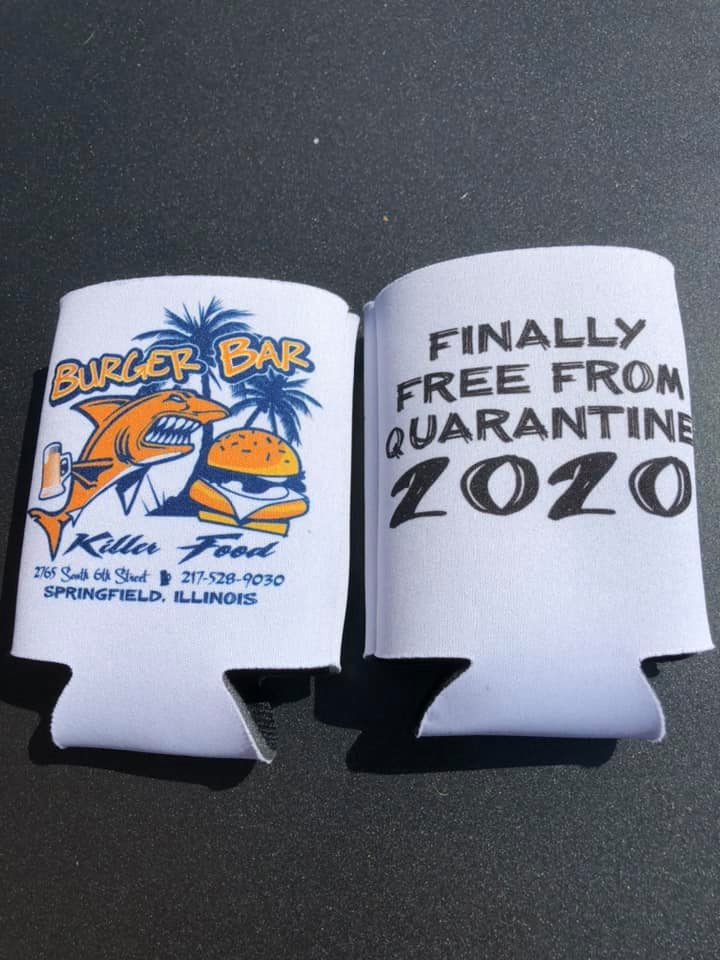 BURGER BAR
Killer Food
2765 South 6th Street 217-528-9030
SPRINGFIELD, ILLINOIS
FINALLY
FREE FROM
QUARANTINE
2020